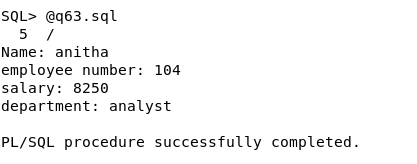 SQL> @q63.sql
  5  /
Name: anitha
employee number: 104
salary: 8250
department: analyst

PL/SQL procedure successfully completed.